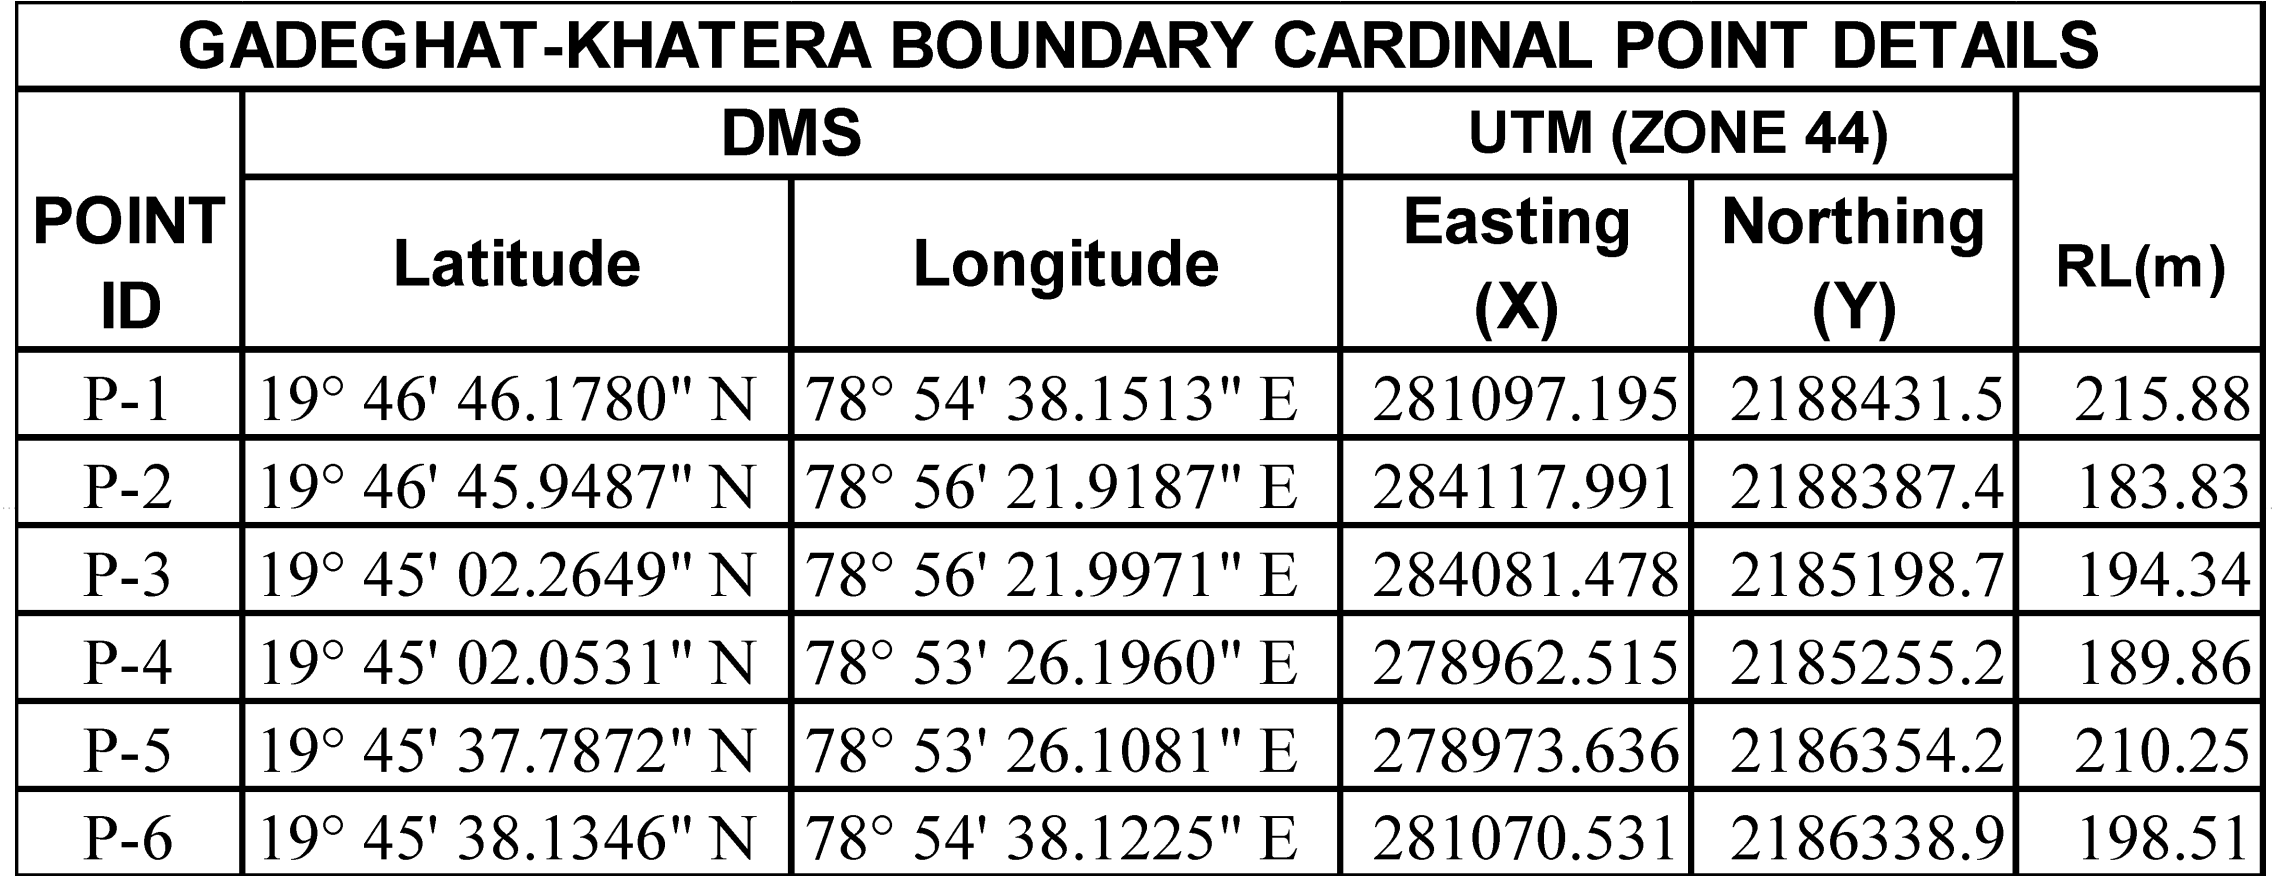 GADEGHAT-KHATERA BOUNDARY CARDINAL POINT DETAILS
POINT ID DMS UTM (ZONE 44) RL(m)
Latitude Longitude Easting (X) Northing (Y)
P-1 19° 46' 46.1780" N 78° 54' 38.1513" E 281097.195 2188431.5 215.88
P-2 19° 46' 45.9487" N 78° 56' 21.9187" E 284117.991 2188387.4 183.83
P-3 19° 45' 02.2649" N 78° 56' 21.9971" E 284081.478 2185198.7 194.34
P-4 19° 45' 02.0531" N 78° 53' 26.1960" E 278962.515 2185255.2 189.86
P-5 19° 45' 37.7872" N 78° 53' 26.1081" E 278973.636 2186354.2 210.25
P-6 19° 45' 38.1346" N 78° 54' 38.1225" E 281070.531 2186338.9 198.51